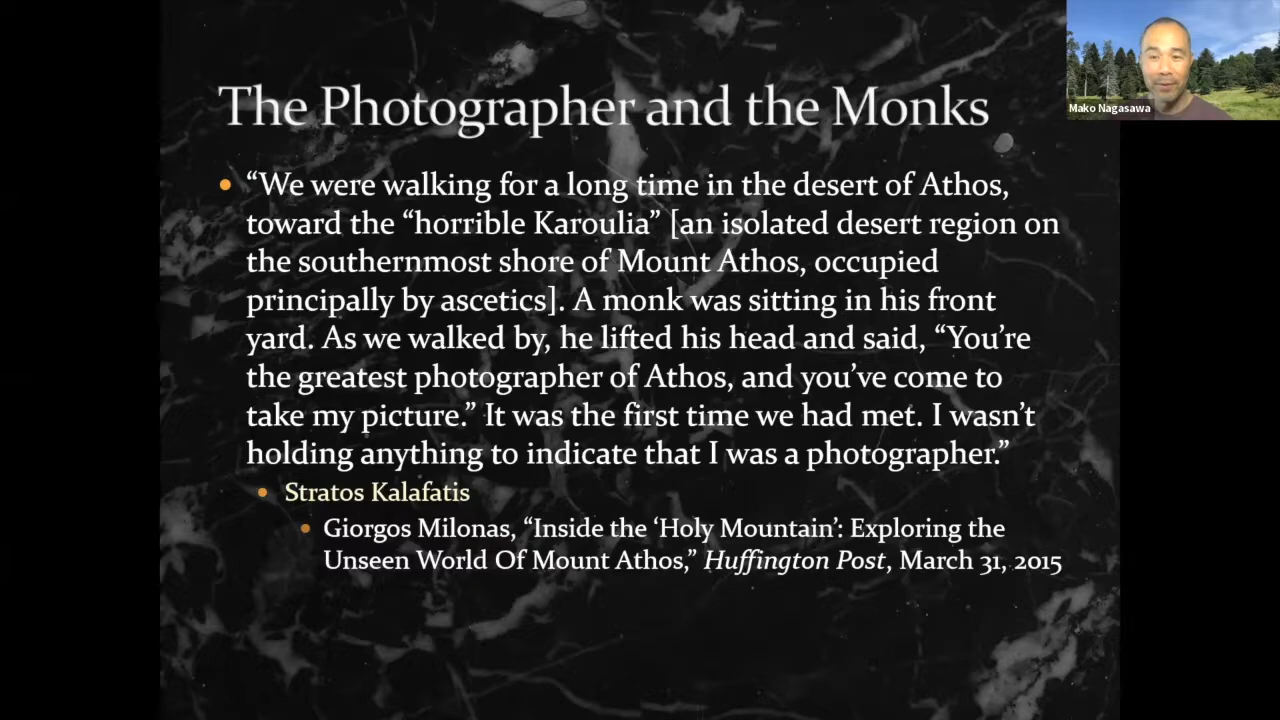 The Photographer and the Monks
Mako Nagasawa
• “We were walking for a long time in the desert of Athos,
toward the “horrible Karoulia” [an isolated desert region on
the southernmost shore of Mount Athos, occupied
principally by ascetics]. A monk was sitting in his front
yard. As we walked by, he lifted his head and said, “You’re
the greatest photographer of Athos, and you’ve come to
take my picture.” It was the first time we had met. I wasn’t
holding anything to indicate that I was a photographer.”
• Stratos Kalafatis
• Giorgos Milonas, “Inside the ‘Holy Mountain’: Exploring the
Unseen World Of Mount Athos,” Huffington Post, March 31, 2015